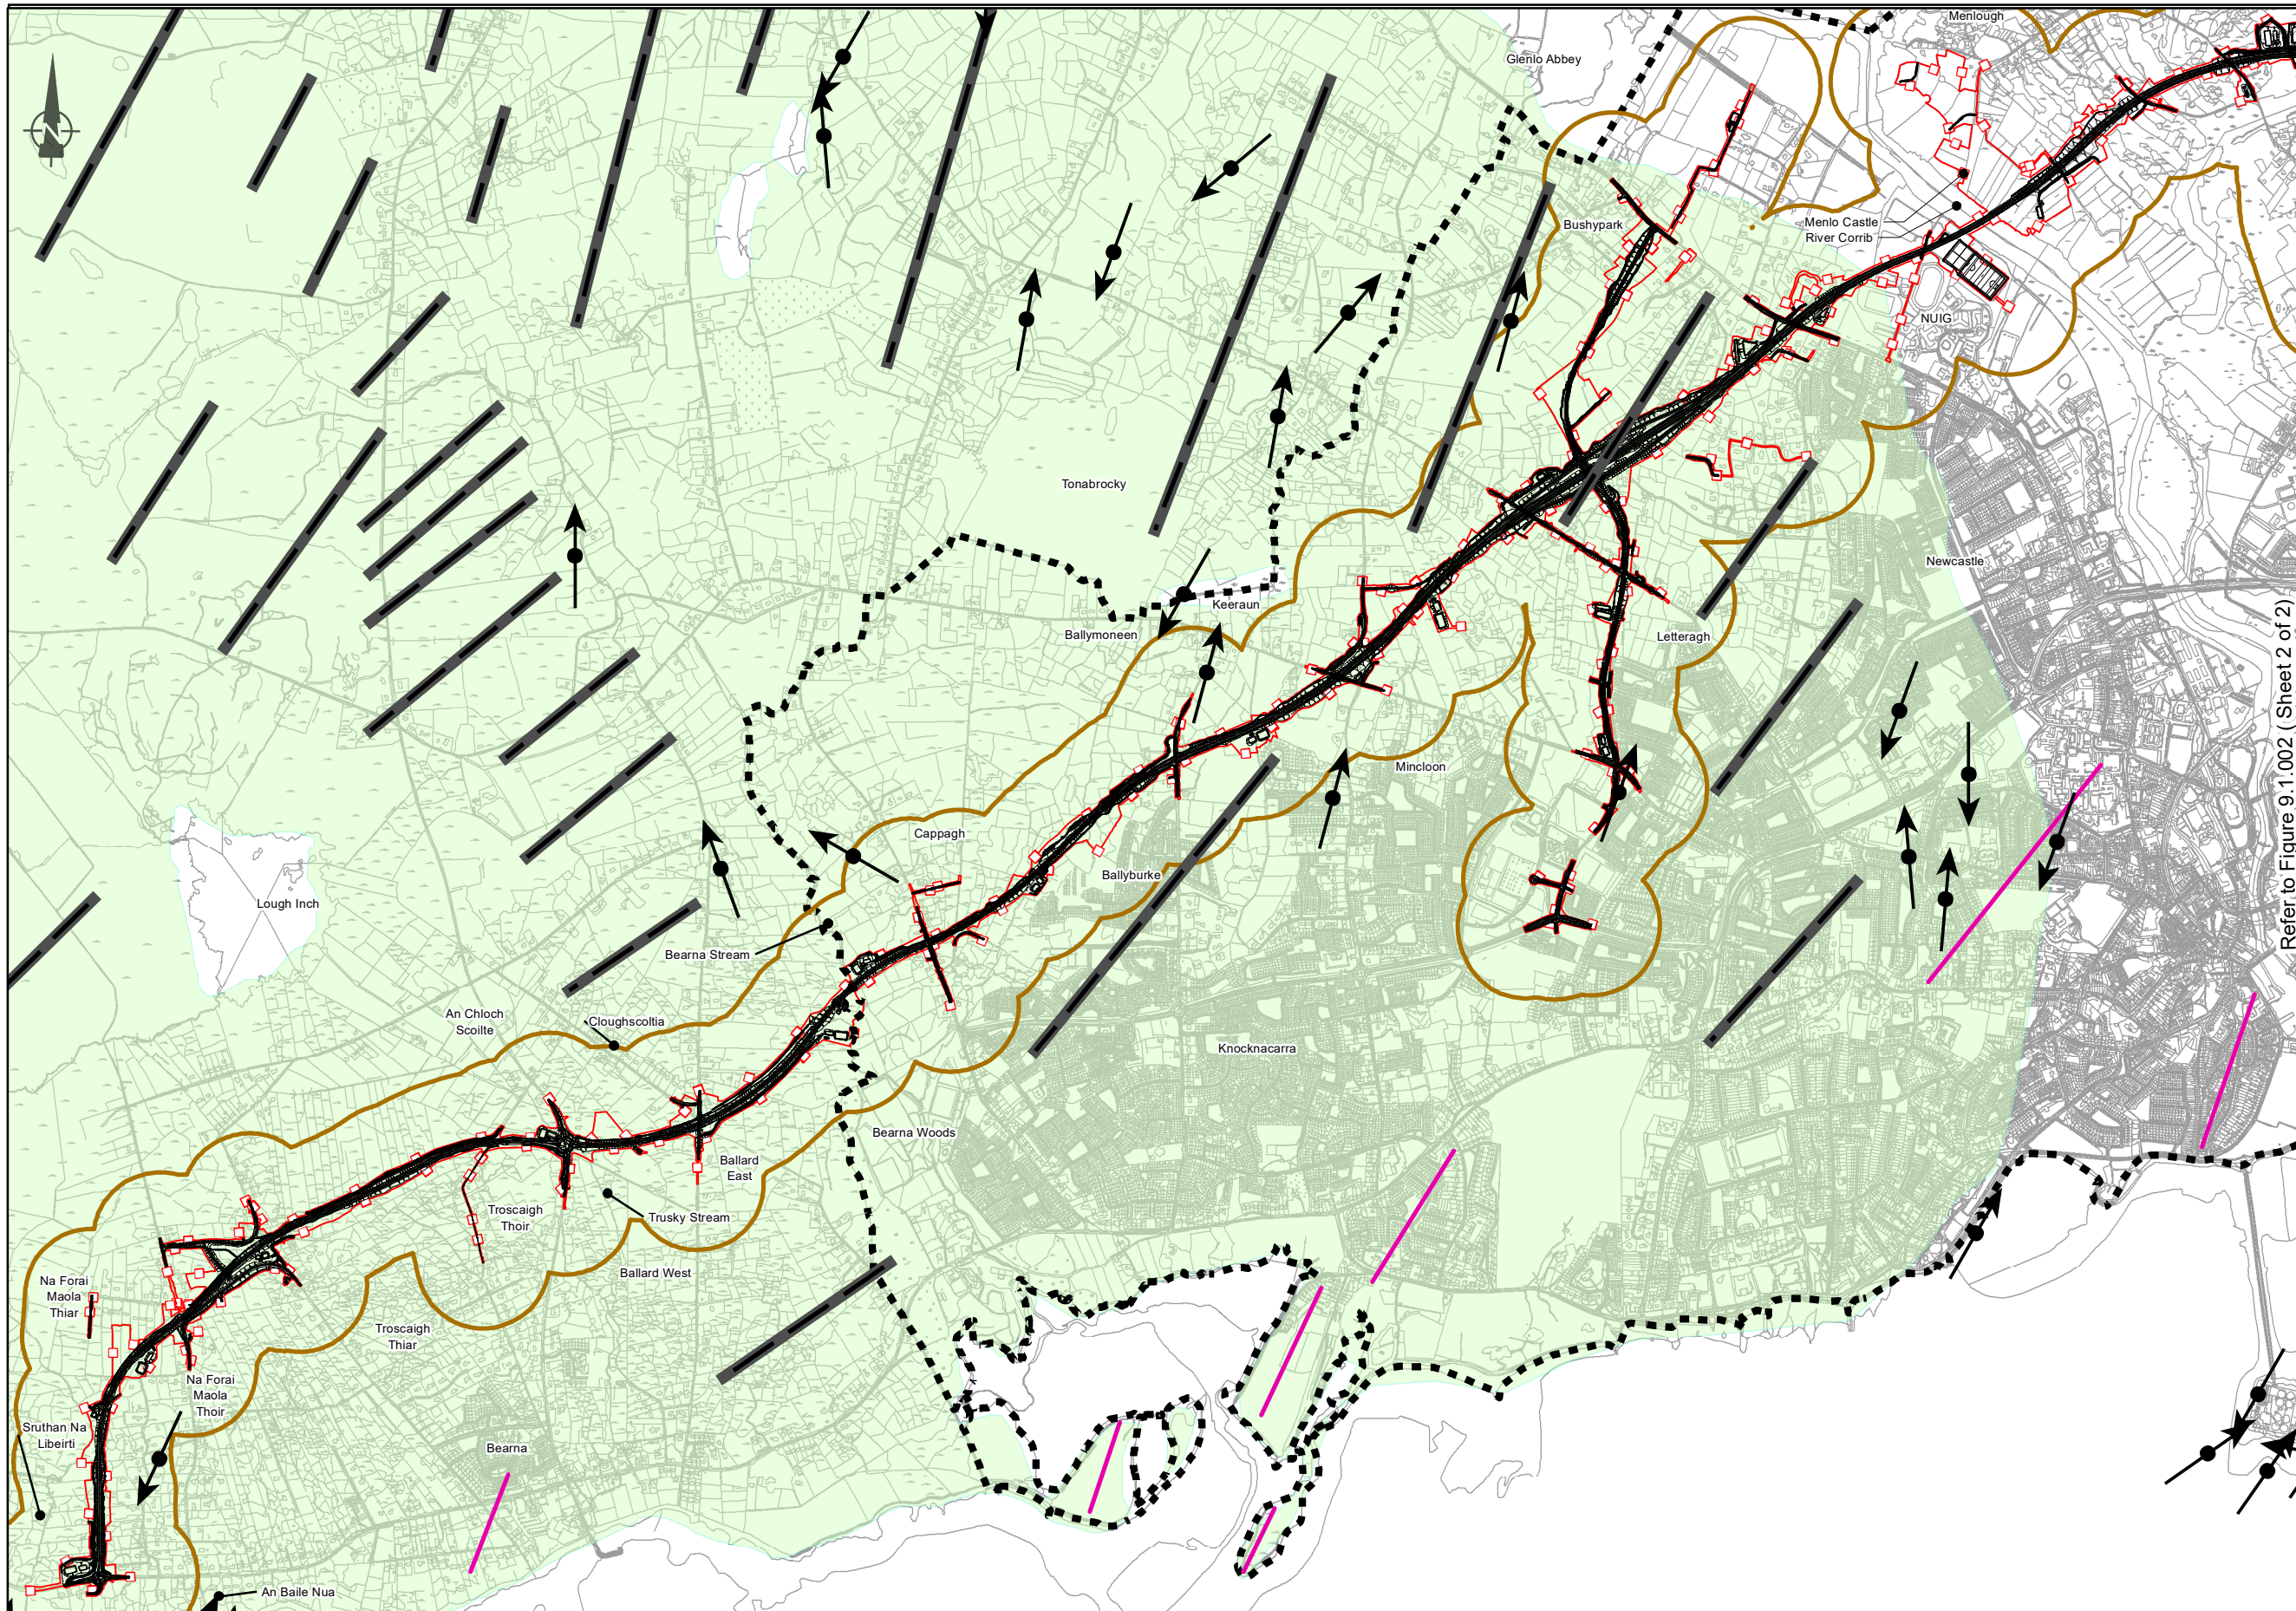 Menlough
Glenlo Abbey
N
Bushypark
Menlo Castle
River Corrib
NUIG
Tonabrocky
Newcastle
Keeraun
Ballymoneen
Letteragh
Refer to Figure 9.1.002 ( Sheet 2 of 2)
Mincloon
Cappagh
Ballyburke
Lough Inch
Bearna Stream
An Chloch
Scoilte
Cloughscoltia
Knocknacarra
Bearna Woods
Ballard
East
Troscaigh
Thoir
Trusky Stream
Ballard West
Na Forai
Maola
Thiar
Troscaigh
Thiar
Na Forai
Maola
Thoir
Sruthan Na
Libeirti
Bearna
An Baile Nua